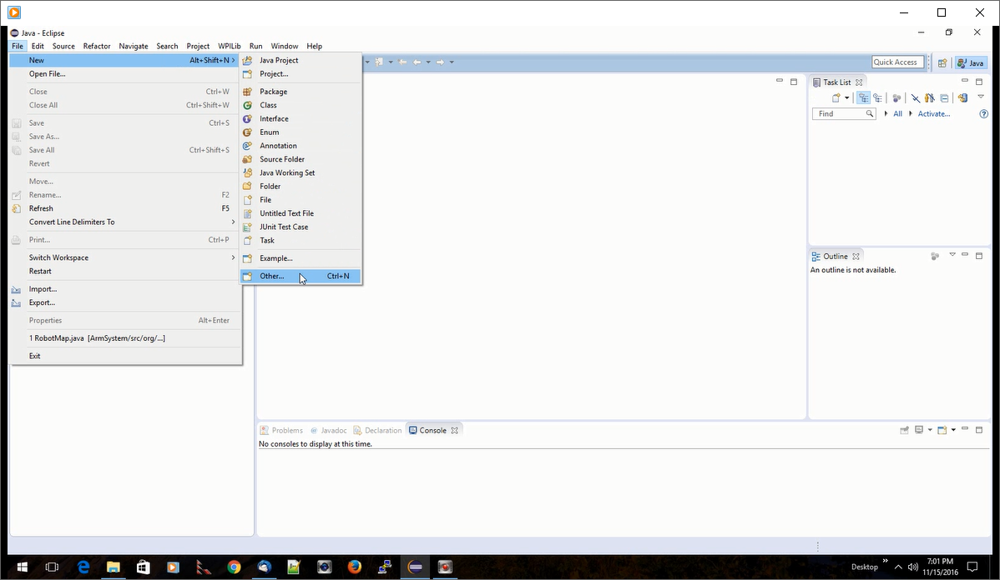 Java - Eclipse
File Edit Source Refactor Navigate Search Project WPILib Run Window Help
New Alt+Shift+N
Open File...
Close Ctrl+W
Close All Ctrl+Shift+W
Save Ctrl+S
Save As...
Save All Ctrl+Shift+S
Revert
Move...
Rename... F2
Refresh F5
Convert Line Delimiters To
Print... Ctrl+P
Switch Workspace
Restart
Import...
Export...
Properties Alt+Enter
1 RobotMap.java [ArmSystem/src/org/...]
Exit
Java Project
Project...
Package
Class
Interface
Enum
Annotation
Source Folder
Java Working Set
Folder
File
Untitled Text File
JUnit Test Case
Task
Example...
Other... Ctrl+N
Quick Access Java
Task List
Find All Activate...
Outline
An outline is not available.
Problems Javadoc Declaration Console
No consoles to display at this time.
Desktop
7:01 PM
11/15/2016